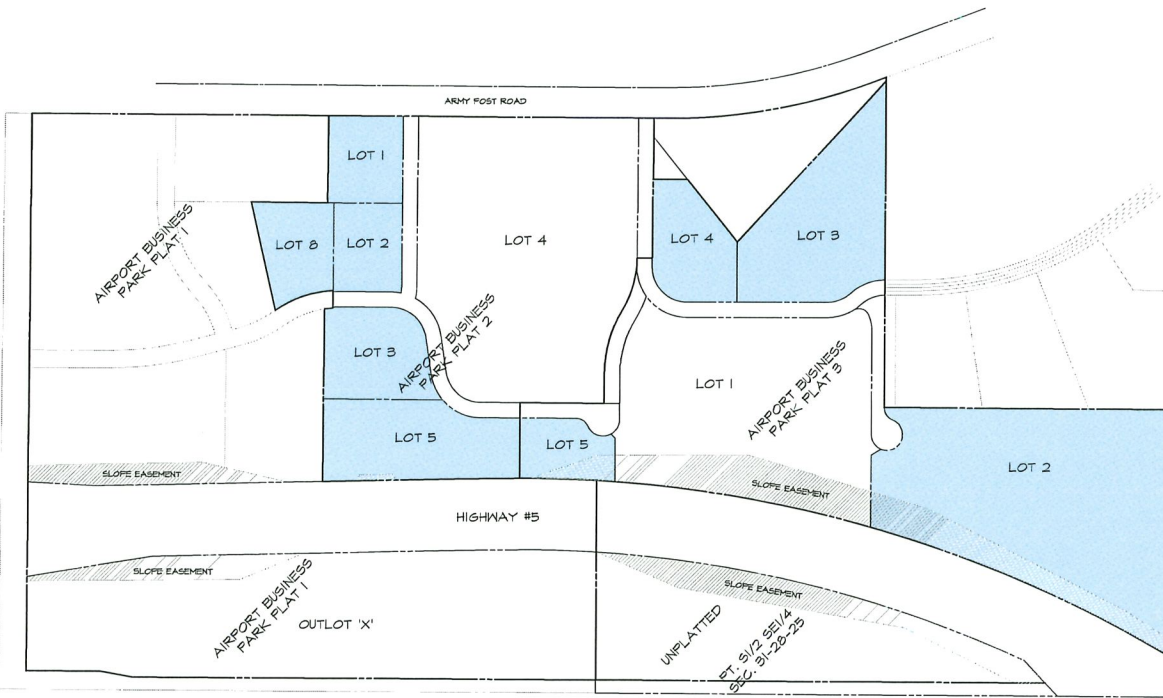 ARMY POST ROAD
LOT 1
LOT 8
LOT 2
LOT 4
LOT 4
LOT 3
AIRPORT BUSINESS
PARK PLAT 1
LOT 3
AIRPORT BUSINESS
PARK PLAT 2
LOT 1
AIRPORT BUSINESS
PARK PLAT 3
LOT 5
LOT 5
LOT 2
SLOPE EASEMENT
SLOPE EASEMENT
HIGHWAY #5
SLOPE EASEMENT
SLOPE EASEMENT
AIRPORT BUSINESS
PARK PLAT 1
OUTLOT 'X'
UNPLATTED
PT. S1/2 SE1/4
SEC. 31-28-25